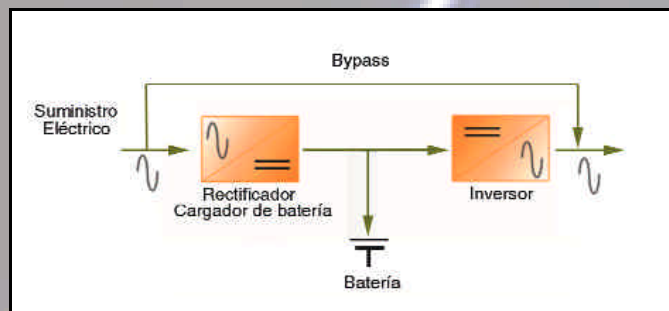 Bypass
Suministro
Eléctrico
Rectificador
Cargador de batería
Inversor
Batería